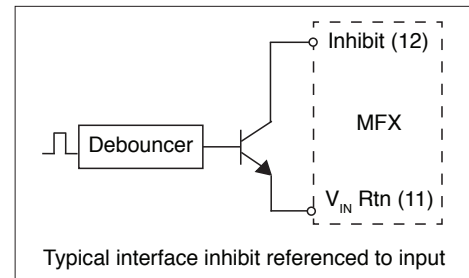 Inhibit (12)
MFX
Debouncer
V_IN Rtn (11)
Typical interface inhibit referenced to input